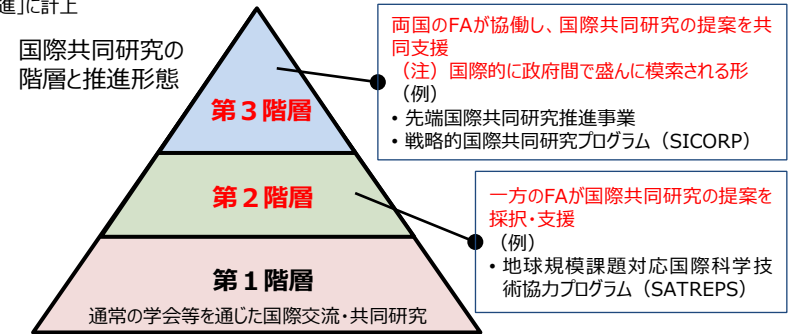 進」に計上
国際共同研究の
階層と推進形態
両国のFAが協働し、国際共同研究の提案を共
同支援
（注）国際的に政府間で盛んに模索される形
（例）
・先端国際共同研究推進事業
・戦略的国際共同研究プログラム（SICORP）
第３階層
第２階層
一方のFAが国際共同研究の提案を
採択・支援
（例）
・地球規模課題対応国際科学技
術協力プログラム（SATREPS）
第１階層
通常の学会等を通じた国際交流・共同研究